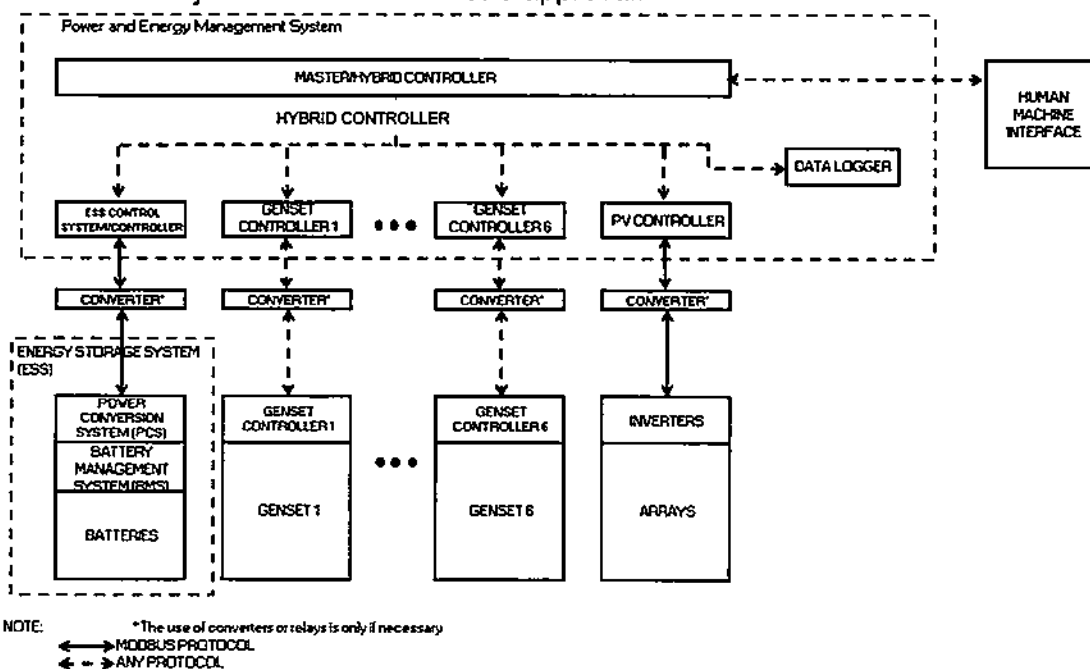 Power and Energy Management System
MASTER/HYBRID CONTROLLER
HUMAN
MACHINE
INTERFACE
HYBRID CONTROLLER
DATA LOGGER
ESS CONTROL
SYSTEM/CONTROLLER
GENSET
CONTROLLER 1
GENSET
CONTROLLER 6
PV CONTROLLER
CONVERTER*
CONVERTER*
CONVERTER*
CONVERTER*
ENERGY STORAGE SYSTEM
(ESS)
POWER
CONVERSION
SYSTEM (PCS)
BATTERY
MANAGEMENT
SYSTEM (BMS)
BATTERIES
GENSET
CONTROLLER 1
GENSET 1
GENSET
CONTROLLER 6
GENSET 6
INVERTERS
ARRAYS
NOTE: *The use of converters or relays is only if necessary
MODBUS PROTOCOL
ANY PROTOCOL